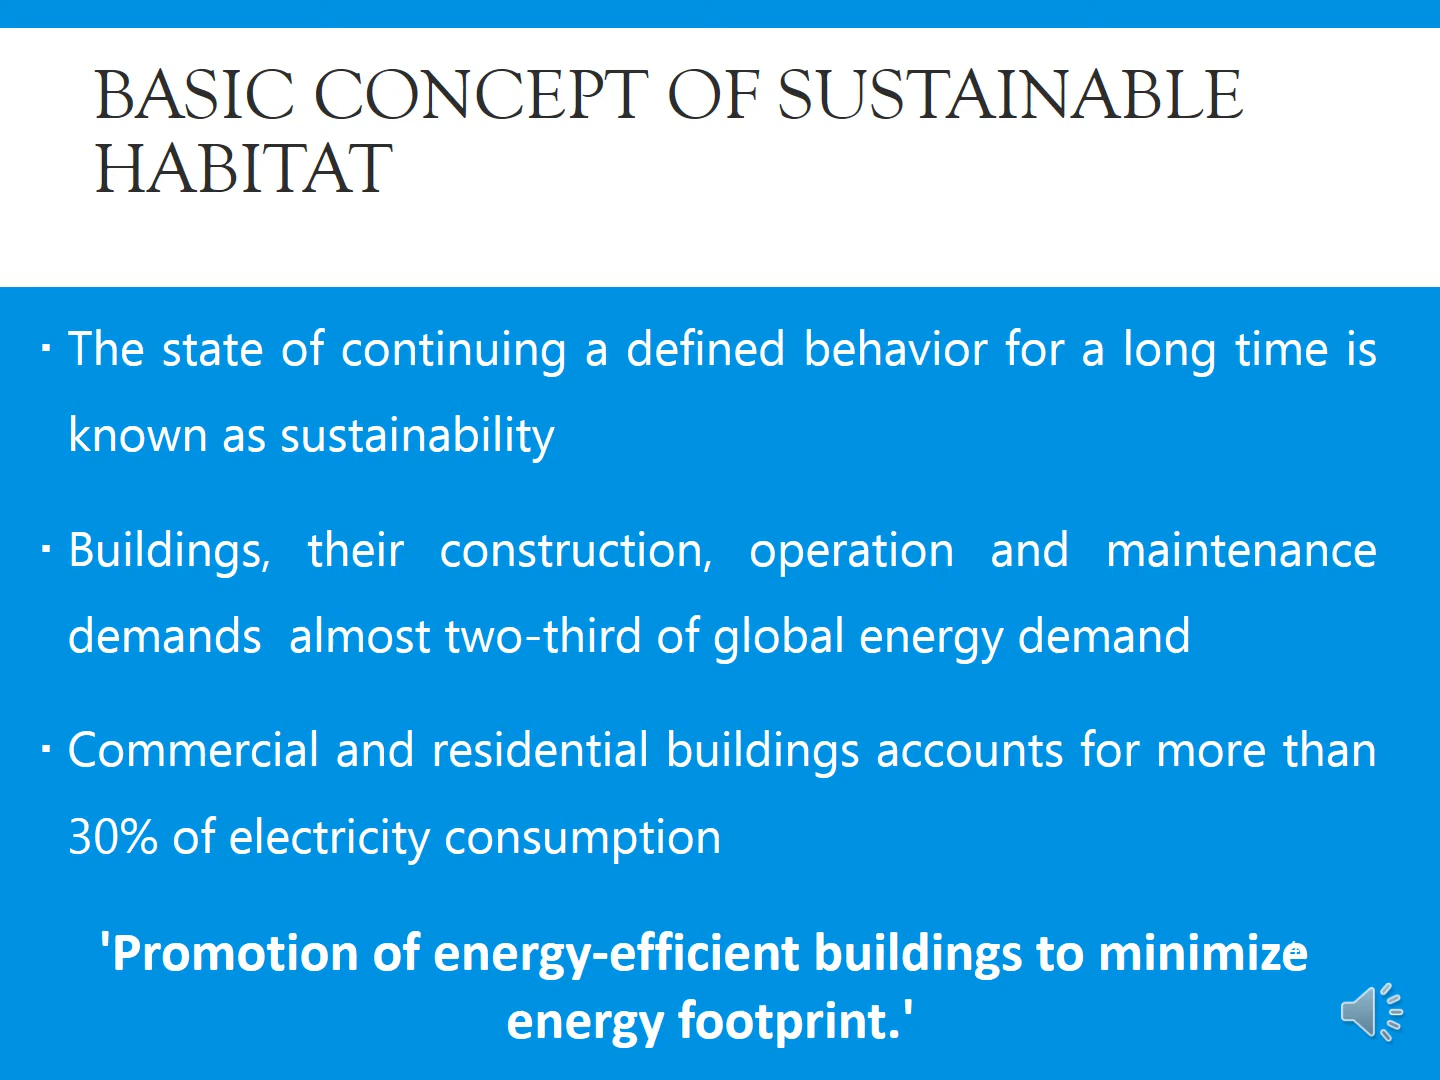 BASIC CONCEPT OF SUSTAINABLE
HABITAT
▪ The state of continuing a defined behavior for a long time is
known as sustainability
▪ Buildings, their construction, operation and maintenance
demands  almost two-third of global energy demand
▪ Commercial and residential buildings accounts for more than
30% of electricity consumption
'Promotion of energy-efficient buildings to minimize
energy footprint.'